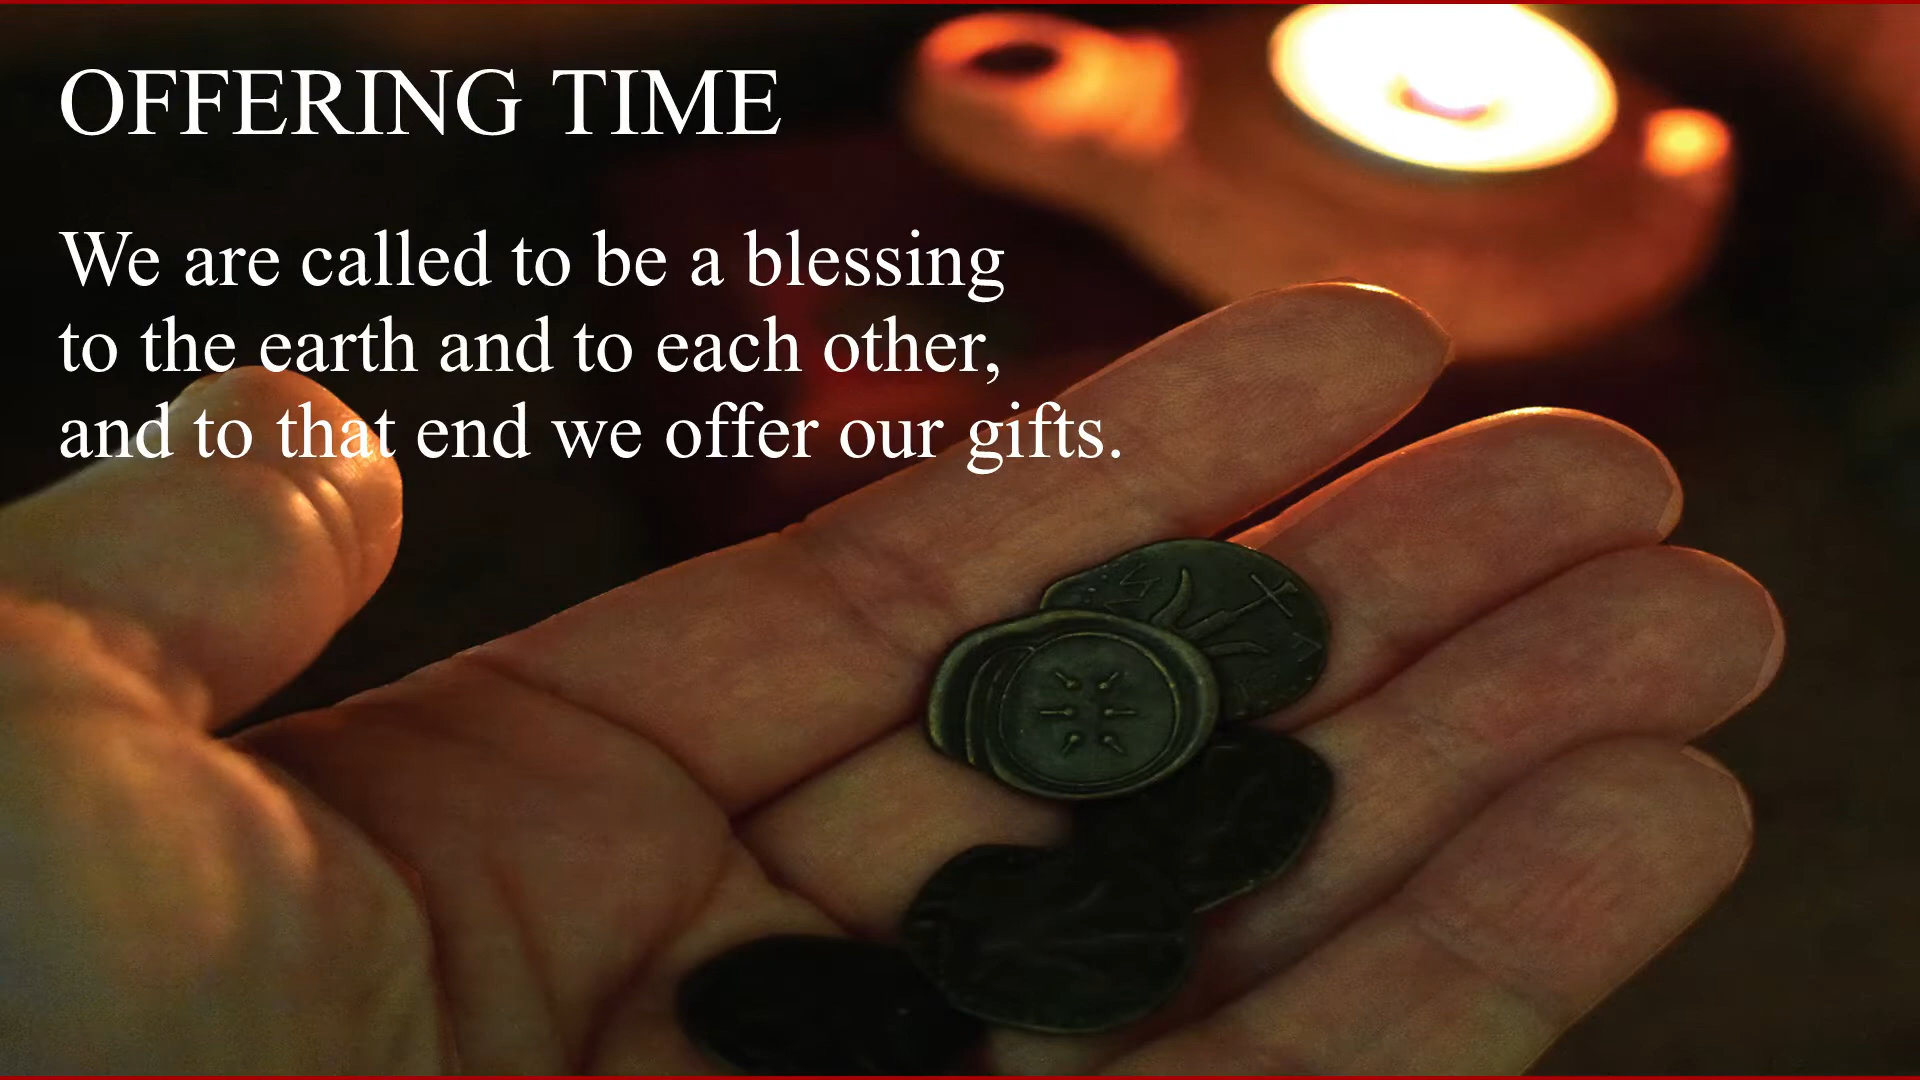 OFFERING TIME
We are called to be a blessing
to the earth and to each other,
and to that end we offer our gifts.